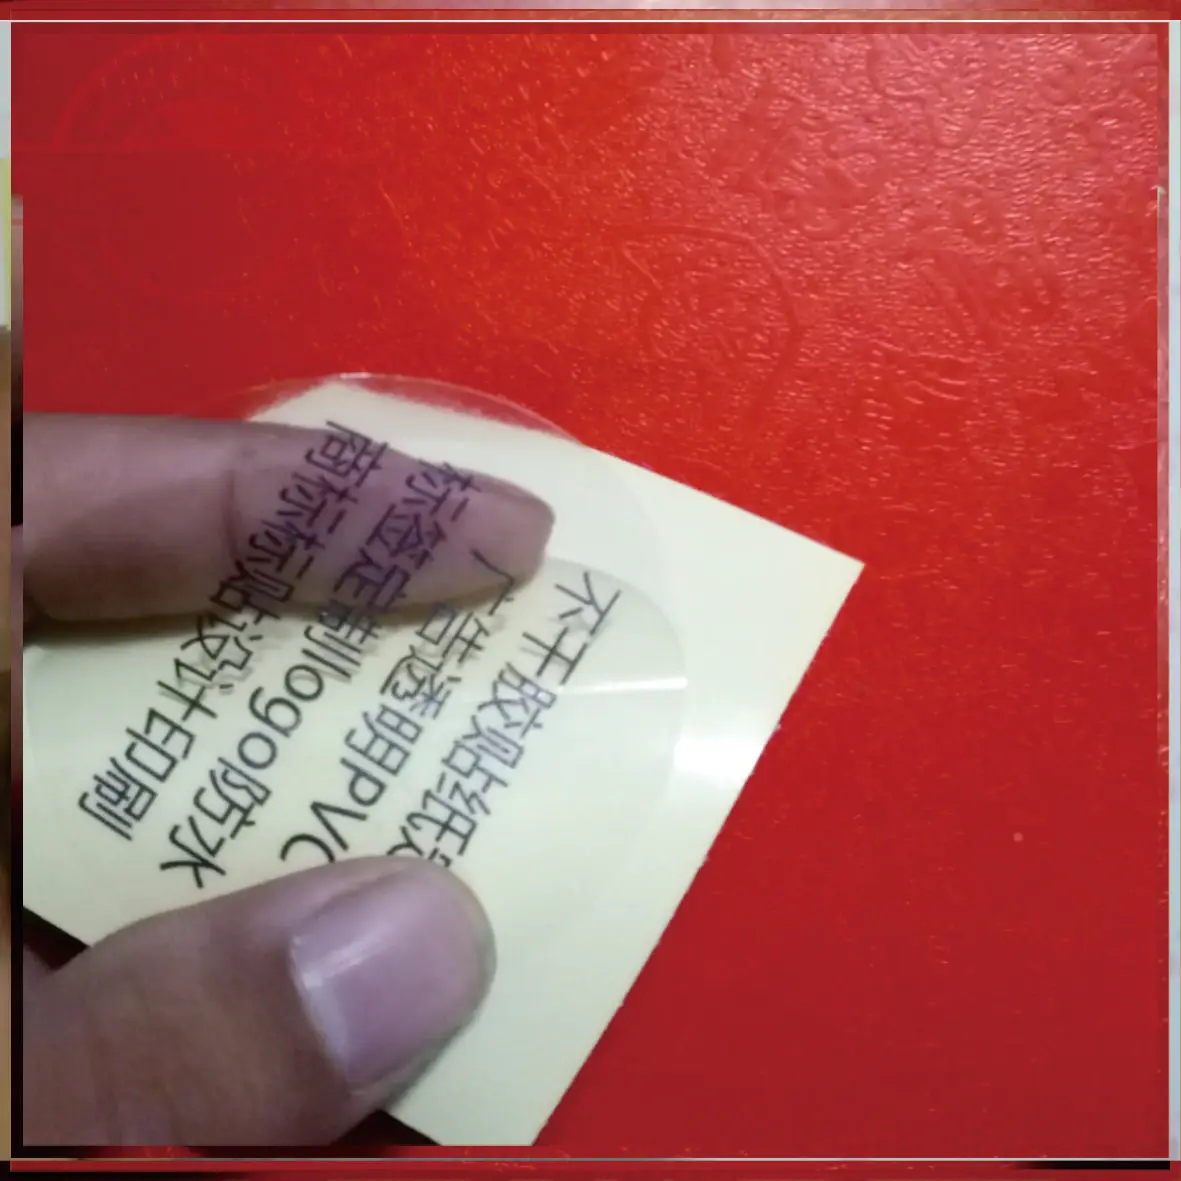 不干胶贴纸
广告透明PVC
标签定制logo防水
商标标贴设计印刷